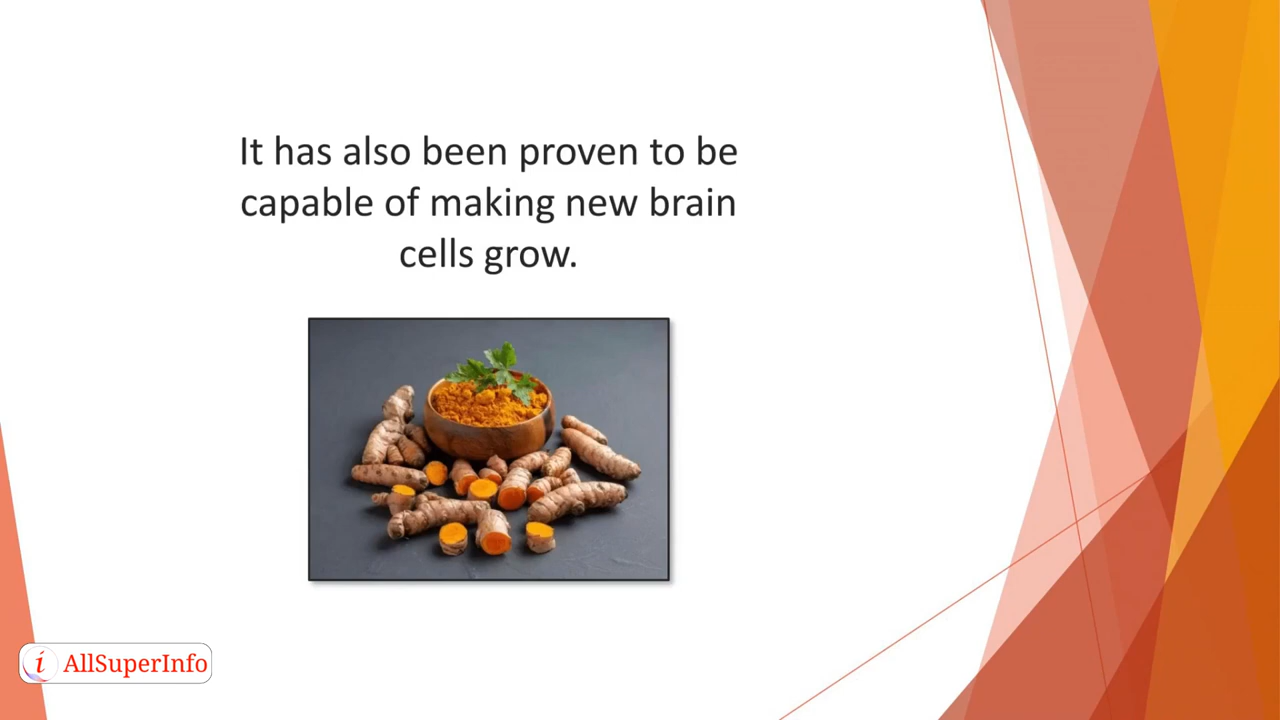 It has also been proven to be
capable of making new brain
cells grow.
i AllSuperInfo